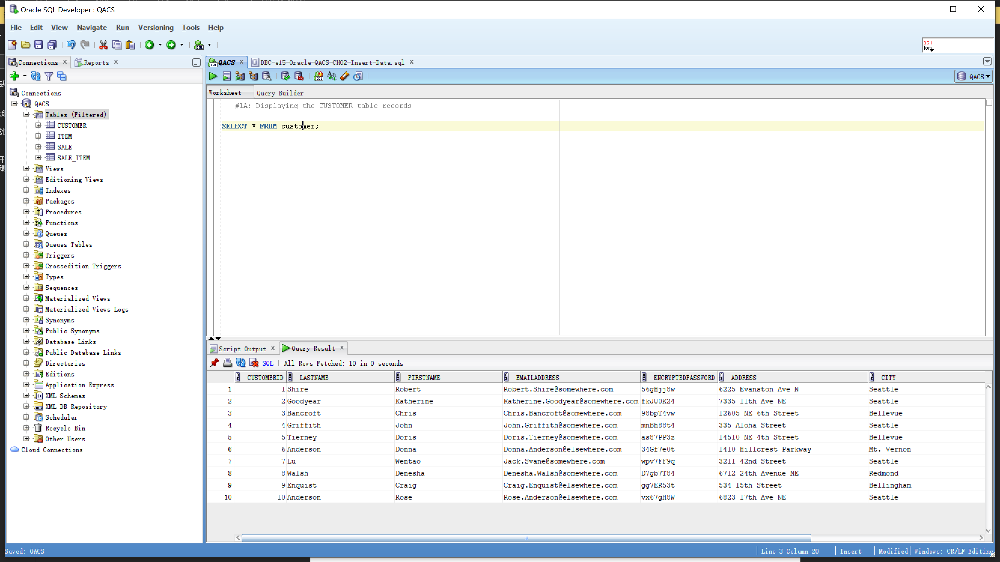 Oracle SQL Developer : QACS
File Edit View Navigate Run Versioning Tools Help
ask
Tom
Connections
Reports
QACS
DBC-e15-Oracle-QACS-CH02-Insert-Data.sql
QACS
Worksheet
Query Builder
Connections
QACS
Tables (Filtered)
CUSTOMER
ITEM
SALE
SALE_ITEM
Views
Editioning Views
Indexes
Packages
Procedures
Functions
Queues
Queues Tables
Triggers
Crossedition Triggers
Types
Sequences
Materialized Views
Materialized Views Logs
Synonyms
Public Synonyms
Database Links
Public Database Links
Directories
Editions
Application Express
XML Schemas
XML DB Repository
Scheduler
Recycle Bin
Other Users
Cloud Connections
-- #1A: Displaying the CUSTOMER table records
SELECT * FROM customer;
Script Output
Query Result
SQL | All Rows Fetched: 10 in 0 seconds
CUSTOMERID LASTNAME FIRSTNAME EMAILADDRESS ENCRYPTEDPASSWORD ADDRESS CITY
1 1 Shire Robert Robert.Shire@somewhere.com 56gHjj8w 6225 Evanston Ave N Seattle
2 2 Goodyear Katherine Katherine.Goodyear@somewhere.com fkJU0K24 7335 11th Ave NE Seattle
3 3 Bancroft Chris Chris.Bancroft@somewhere.com 98bpT4vw 12605 NE 6th Street Bellevue
4 4 Griffith John John.Griffith@somewhere.com mnBh88t4 335 Aloha Street Seattle
5 5 Tierney Doris Doris.Tierney@somewhere.com as87PP3z 14510 NE 4th Street Bellevue
6 6 Anderson Donna Donna.Anderson@elsewhere.com 34Gf7e0t 1410 Hillcrest Parkway Mt. Vernon
7 7 Lu Wentao Jack.Svane@somewhere.com wpv7FF9q 3211 42nd Street Seattle
8 8 Walsh Denesha Denesha.Walsh@somewhere.com D7gb7T84 6712 24th Avenue NE Redmond
9 9 Enquist Craig Craig.Enquist@elsewhere.com gg7ER53t 534 15th Street Bellingham
10 10 Anderson Rose Rose.Anderson@elsewhere.com vx67gH8W 6823 17th Ave NE Seattle
Saved: QACS
Line 3 Column 20 | Insert | Modified | Windows: CR/LF Editing